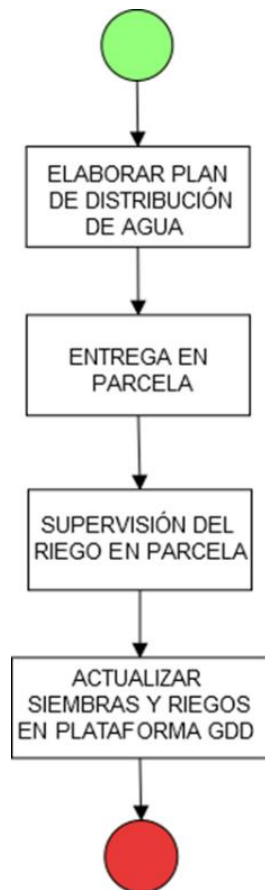 ELABORAR PLAN
DE DISTRIBUCIÓN
DE AGUA
ENTREGA EN
PARCELA
SUPERVISIÓN DEL
RIEGO EN PARCELA
ACTUALIZAR
SIEMBRAS Y RIEGOS
EN PLATAFORMA GDD